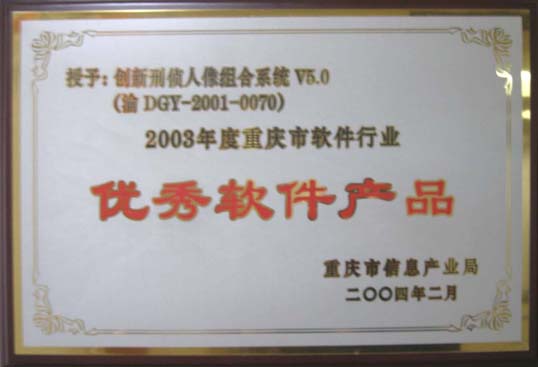 授予：创新刑侦人像组合系统 V5.0
(渝 DGY-2001-0070)
2003年度重庆市软件行业
优秀软件产品
重庆市信息产业局
二〇〇四年二月